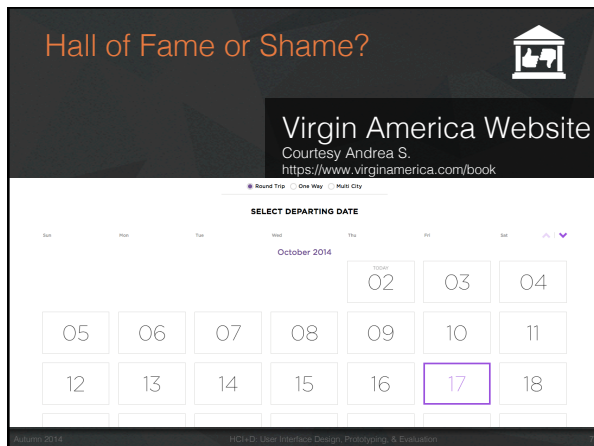 Hall of Fame or Shame?
Virgin America Website
Courtesy Andrea S.
https://www.virginamerica.com/book
Round Trip One Way Multi City
SELECT DEPARTING DATE
Sun Mon Tue Wed Thu Fri Sat
October 2014
TODAY
02 03 04
05 06 07 08 09 10 11
12 13 14 15 16 17 18
Autumn 2014 HCI+D: User Interface Design, Prototyping, & Evaluation